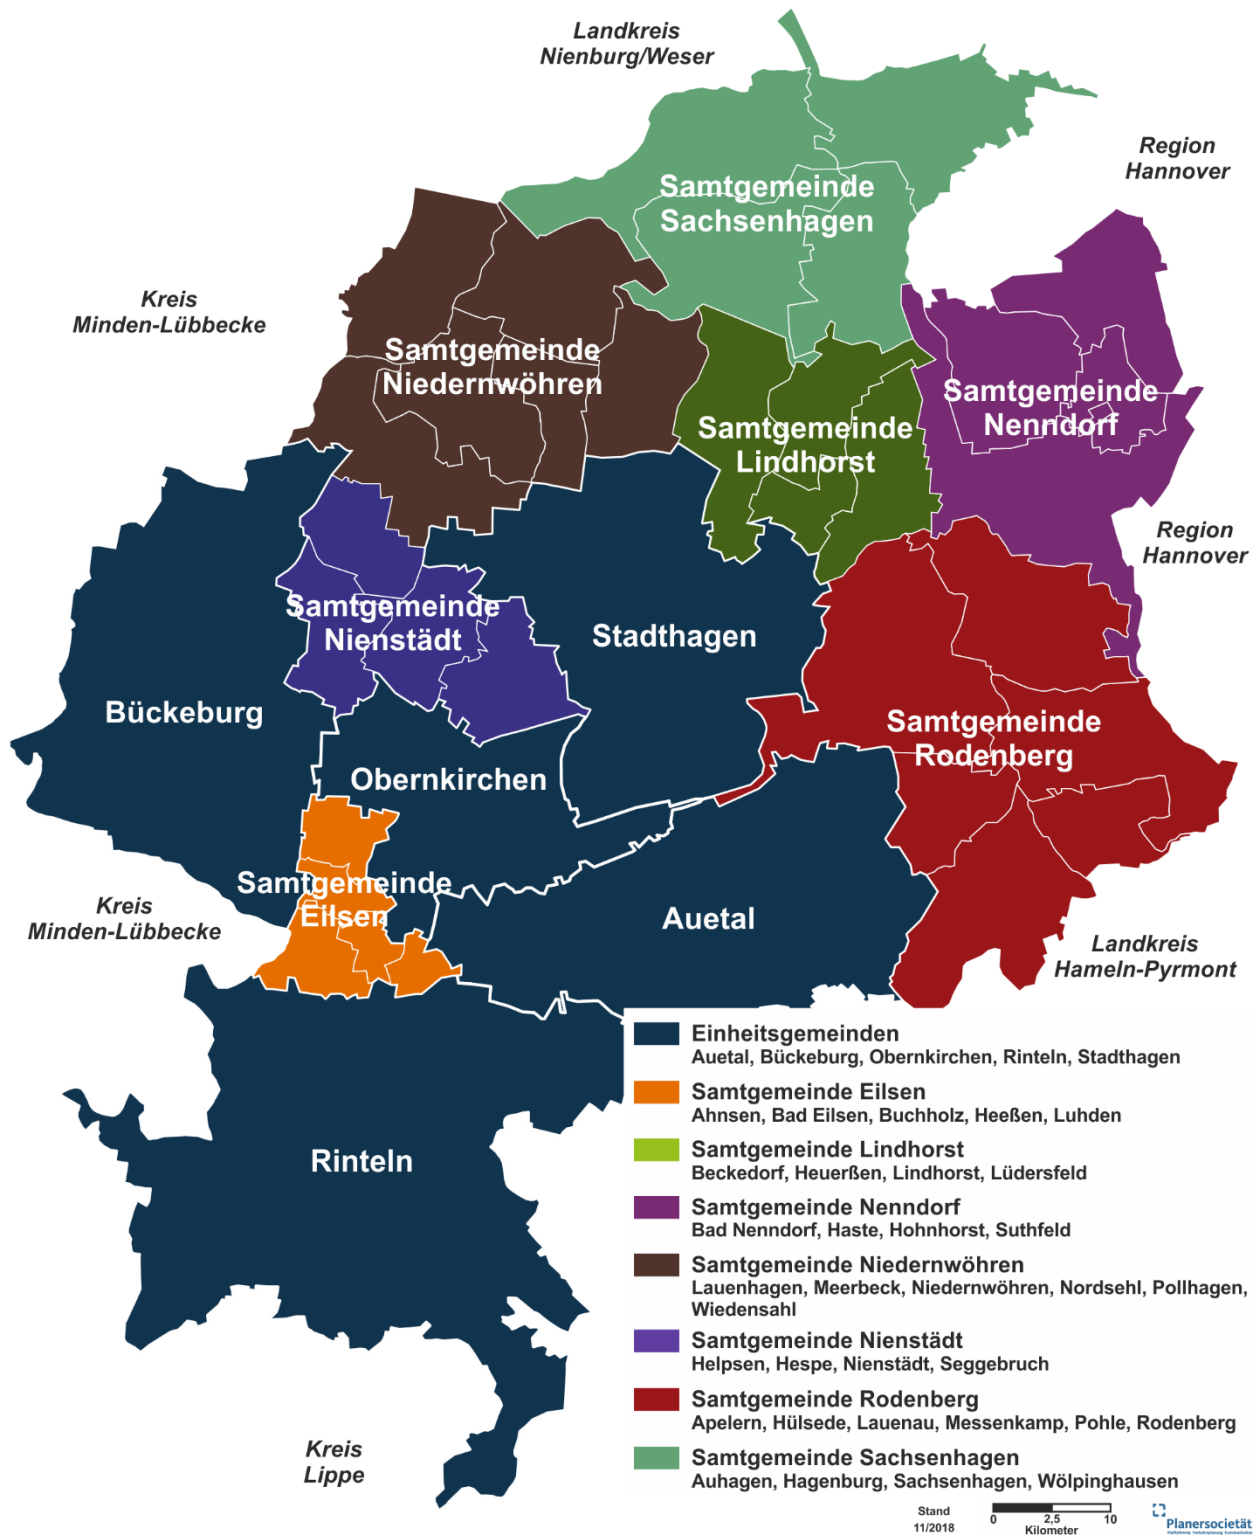 Landkreis
Nienburg/Weser
Region
Hannover
Samtgemeinde
Sachsenhagen
Kreis
Minden-Lübbecke
Samtgemeinde
Niedernwöhren
Samtgemeinde
Nenndorf
Samtgemeinde
Lindhorst
Region
Hannover
Samtgemeinde
Nienstädt
Stadthagen
Bückeburg
Samtgemeinde
Rodenberg
Obernkirchen
Samtgemeinde
Eilsen
Kreis
Minden-Lübbecke
Auetal
Landkreis
Hameln-Pyrmont
Rinteln
Kreis
Lippe
Einheitsgemeinden
Auetal, Bückeburg, Obernkirchen, Rinteln, Stadthagen
Samtgemeinde Eilsen
Ahnsen, Bad Eilsen, Buchholz, Heeßen, Luhden
Samtgemeinde Lindhorst
Beckedorf, Heuerßen, Lindhorst, Lüdersfeld
Samtgemeinde Nenndorf
Bad Nenndorf, Haste, Hohnhorst, Suthfeld
Samtgemeinde Niedernwöhren
Lauenhagen, Meerbeck, Niedernwöhren, Nordsehl, Pollhagen,
Wiedensahl
Samtgemeinde Nienstädt
Helpsen, Hespe, Nienstädt, Seggebruch
Samtgemeinde Rodenberg
Apelern, Hülsede, Lauenau, Messenkamp, Pohle, Rodenberg
Samtgemeinde Sachsenhagen
Auhagen, Hagenburg, Sachsenhagen, Wölpinghausen
Stand
11/2018
0 2,5 10
Kilometer
Planersocietät